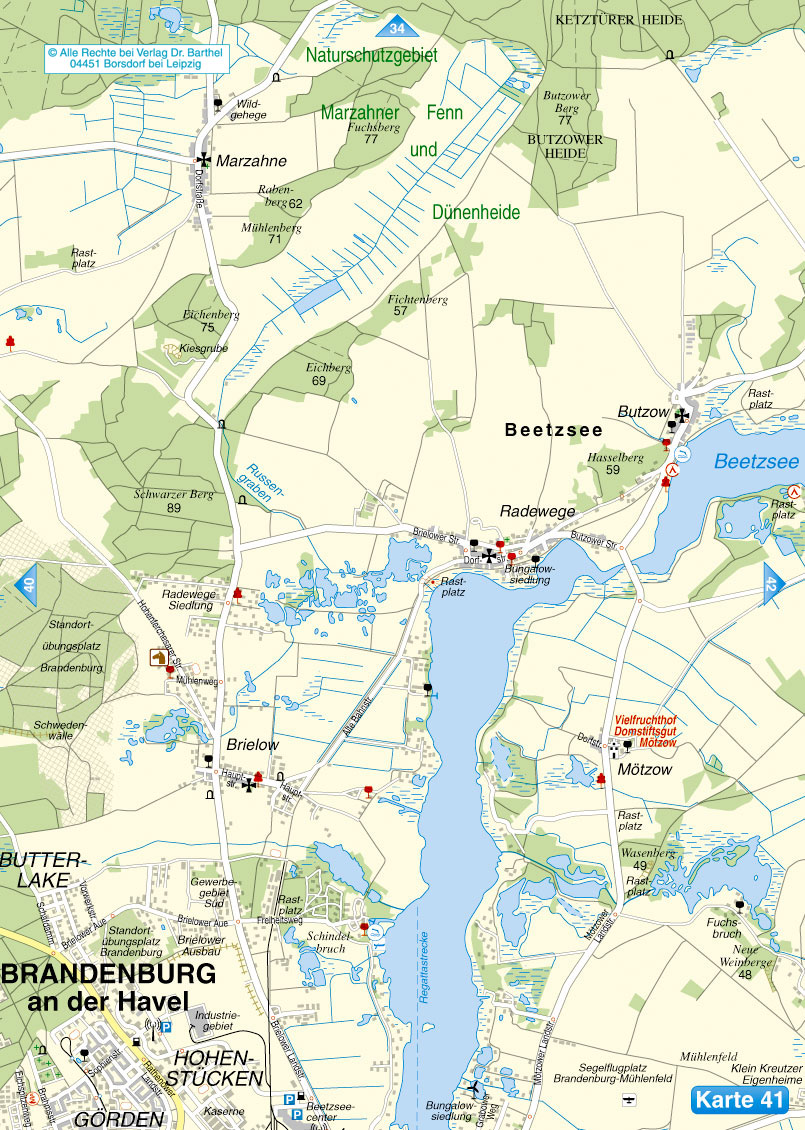 34
KETZTÜRER HEIDE
© Alle Rechte bei Verlag Dr. Barthel
04451 Borsdorf bei Leipzig
Naturschutzgebiet
Wild-
gehege
Marzahner Fenn
und
Dünenheide
Fuchsberg
77
Butzower
Berg
77
BUTZOWER
HEIDE
Marzahne
Dorfstraße
Raben-
berg 62
Mühlenberg
71
Rast-
platz
Eichenberg
75
Kiesgrube
Fichtenberg
57
Eichberg
69
Butzow
Rast-
platz
Beetzsee
Hasselberg
59
Beetzsee
Russen-
graben
Schwarzer Berg
89
Radewege
Rast-
platz
Brielower Str.
Butzower Str.
Dorf-
str.
Bungalow-
siedlung
Rast-
platz
40
42
Radewege
Siedlung
Hohenferchesarer Str.
Standort-
übungsplatz
Brandenburg
Mühlenweg
Alte Bahnstr.
Schweden-
wälle
Vielfruchthof
Domstiftsgut
Mötzow
Dorfstr.
Mötzow
Brielow
Haupt-
str.
Haupt-
str.
Rast-
platz
BUTTER-
LAKE
Wasenberg
49
Rast-
platz
Gewerbe-
gebiet
Süd
Rast-
platz
Freiheitsweg
Vorwerkstr.
Schleldamm
Brielower Aue
Brielower Aue
Standort-
übungsplatz
Brandenburg
Brielower
Ausbau
Schindel-
bruch
Mötzower
Landstr.
Fuchs-
bruch
Neue
Weinberge
48
Regattastrecke
BRANDENBURG
an der Havel
Industrie-
gebiet
P
HOHEN-
STÜCKEN
Brielower Landstr.
Mötzower Landstr.
Sophienstr.
Rathenower
Landstr.
Mühlenfeld
Segelflugplatz
Brandenburg-Mühlenfeld
Klein Kreutzer
Eigenheime
Kaserne
GÖRDEN
P
P
Beetzsee-
center
Bungalow-
siedlung
Grabower
Weg
Karte 41